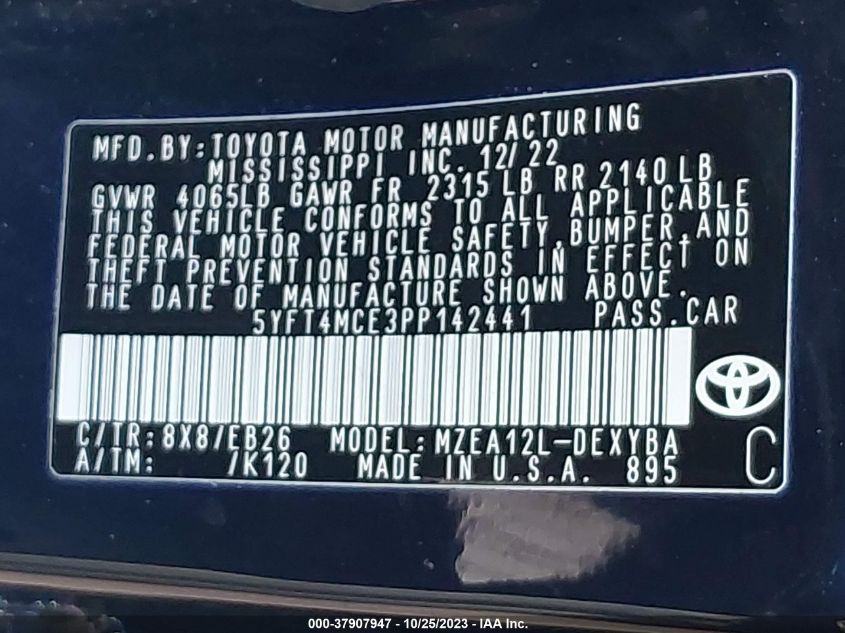 MFD.BY:TOYOTA MOTOR MANUFACTURING
MISSISSIPPI INC. 12/22
GVWR 4065LB GAWR FR 2315 LB RR 2140 LB
THIS VEHICLE CONFORMS TO ALL APPLICABLE
FEDERAL MOTOR VEHICLE SAFETY,BUMPER,AND
THEFT PREVENTION STANDARDS IN EFFECT ON
THE DATE OF MANUFACTURE SHOWN ABOVE.
5YFT4MCE3PP142441 PASS.CAR
C/TR:8X8/EB26 MODEL:MZEA12L-DEXYBA
A/TM: /K120 MADE IN U.S.A. 895 C
000-37907947 - 10/25/2023 - IAA Inc.